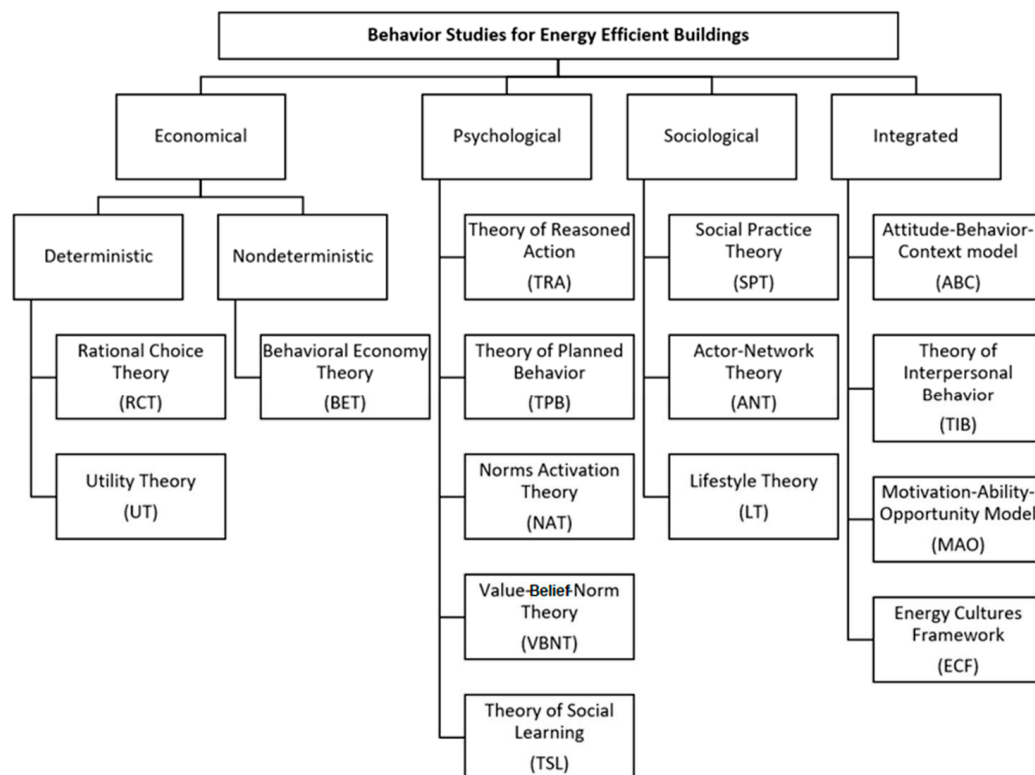 Behavior Studies for Energy Efficient Buildings
Economical
Psychological
Sociological
Integrated
Deterministic
Nondeterministic
Rational Choice
Theory
(RCT)
Utility Theory
(UT)
Behavioral Economy
Theory
(BET)
Theory of Reasoned
Action
(TRA)
Theory of Planned
Behavior
(TPB)
Norms Activation
Theory
(NAT)
Value-Belief-Norm
Theory
(VBNT)
Theory of Social
Learning
(TSL)
Social Practice
Theory
(SPT)
Actor-Network
Theory
(ANT)
Lifestyle Theory
(LT)
Attitude-Behavior-
Context model
(ABC)
Theory of
Interpersonal
Behavior
(TIB)
Motivation-Ability-
Opportunity Model
(MAO)
Energy Cultures
Framework
(ECF)